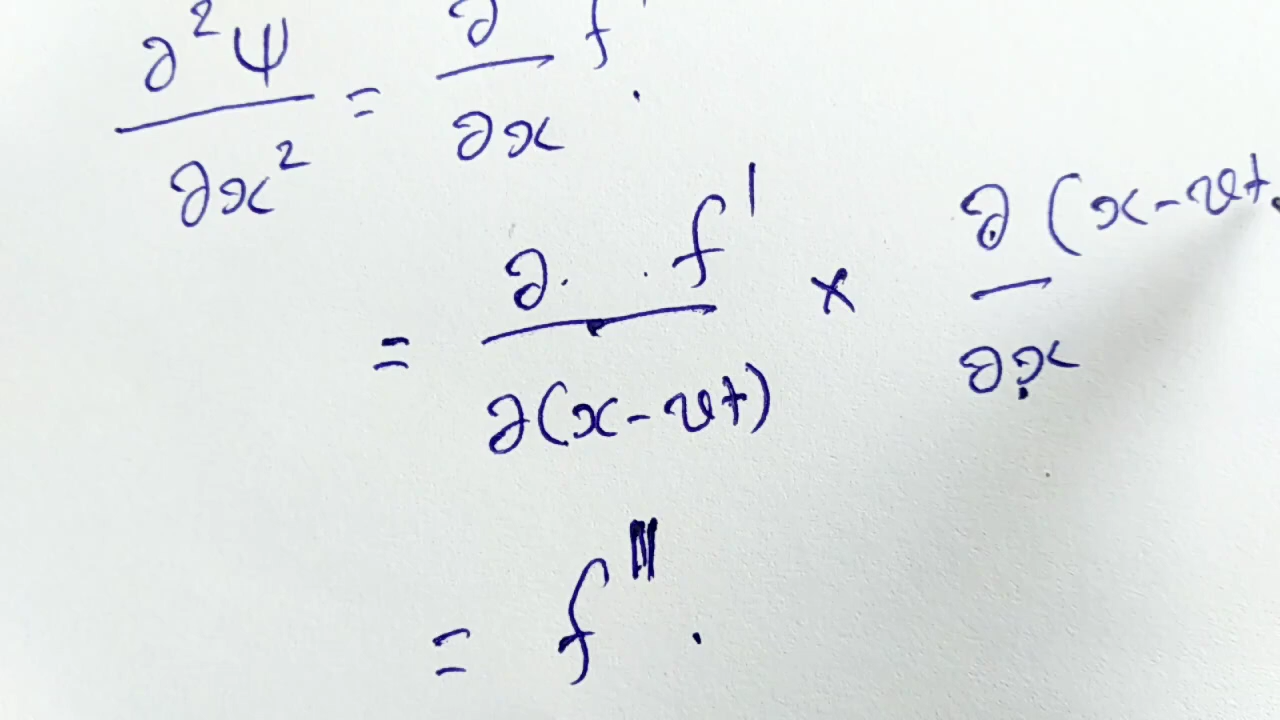 ∂²Ψ/∂x² = ∂/∂x f'
= ∂ f'/∂(x-vt) × ∂(x-vt/∂x
= f'''